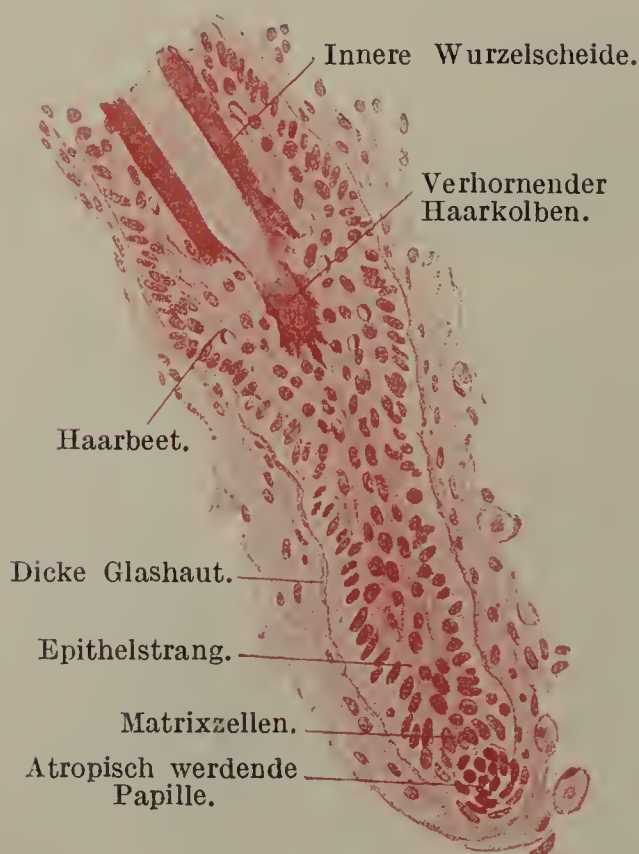 Innere Wurzelscheide.
Verhornender
Haarkolben.
Haarbeet.
Dicke Glashaut.
Epithelstrang.
Matrixzellen.
Atropisch werdende
Papille.